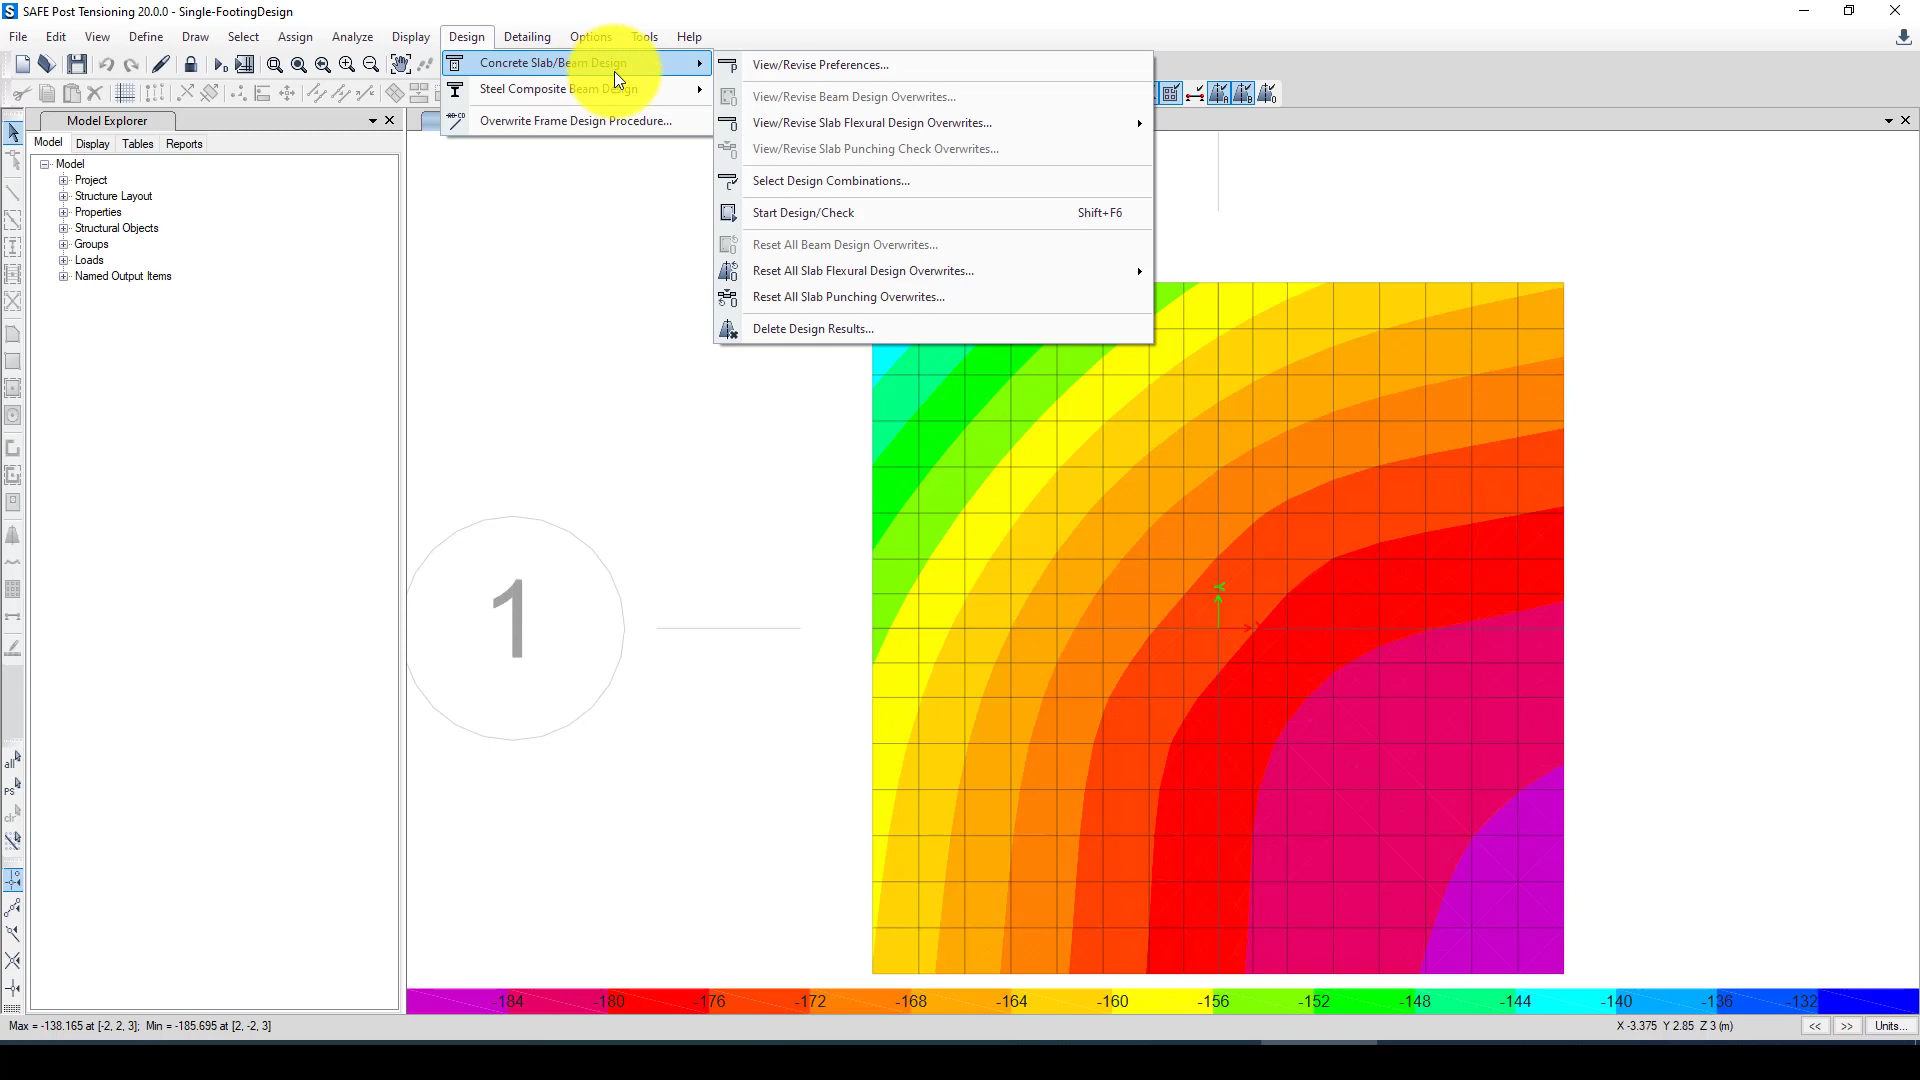 SAFE Post Tensioning 20.0.0 - Single-FootingDesign
File Edit View Define Draw Select Assign Analyze Display Design Detailing Options Tools Help
Concrete Slab/Beam Design
Steel Composite Beam Design
Overwrite Frame Design Procedure...
View/Revise Preferences...
View/Revise Beam Design Overwrites...
View/Revise Slab Flexural Design Overwrites...
View/Revise Slab Punching Check Overwrites...
Select Design Combinations...
Start Design/Check Shift+F6
Reset All Beam Design Overwrites...
Reset All Slab Flexural Design Overwrites...
Reset All Slab Punching Overwrites...
Delete Design Results...
Model Explorer
Model Display Tables Reports
Model
Project
Structure Layout
Properties
Structural Objects
Groups
Loads
Named Output Items
all
PS
clr
1
-184 -180 -176 -172 -168 -164 -160 -156 -152 -148 -144 -140 -136 -132
Max = -138.165 at [-2, 2, 3]; Min = -185.695 at [2, -2, 3]
X -3.375 Y 2.85 Z 3 (m)
<< >> Units...